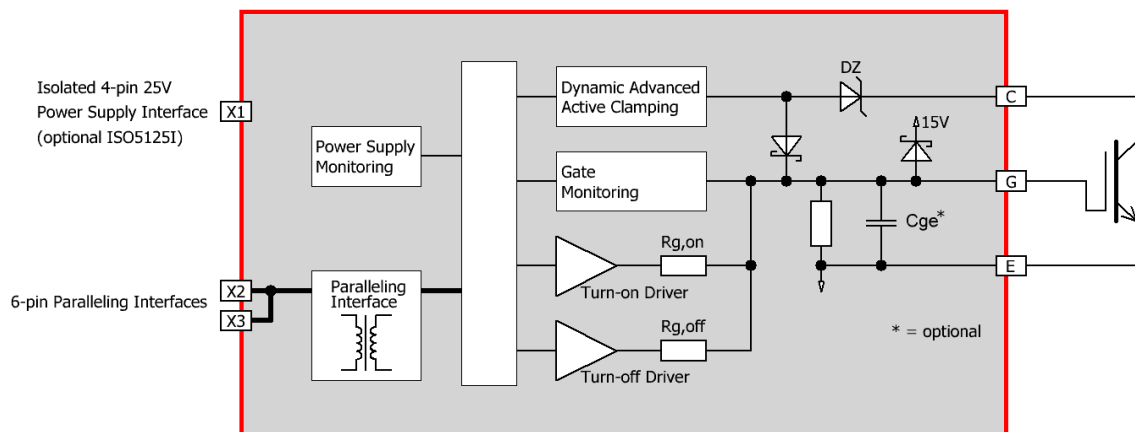 Isolated 4-pin 25V
Power Supply Interface
(optional ISO5125I)
X1
Power Supply
Monitoring
Dynamic Advanced
Active Clamping
DZ
C
15V
Gate
Monitoring
G
Cge*
Rg,on
Turn-on Driver
E
6-pin Paralleling Interfaces
X2
X3
Paralleling
Interface
Rg,off
Turn-off Driver
* = optional